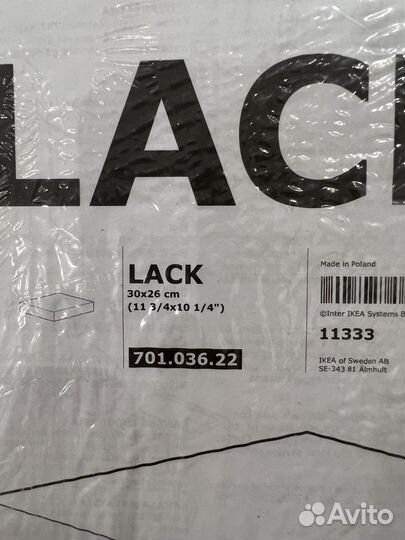 LACK
LACK
30x26 cm
(11 3/4x10 1/4")
701.036.22
Made in Poland
©Inter IKEA Systems B
11333
IKEA of Sweden AB
SE-343 81 Älmhult
Avito